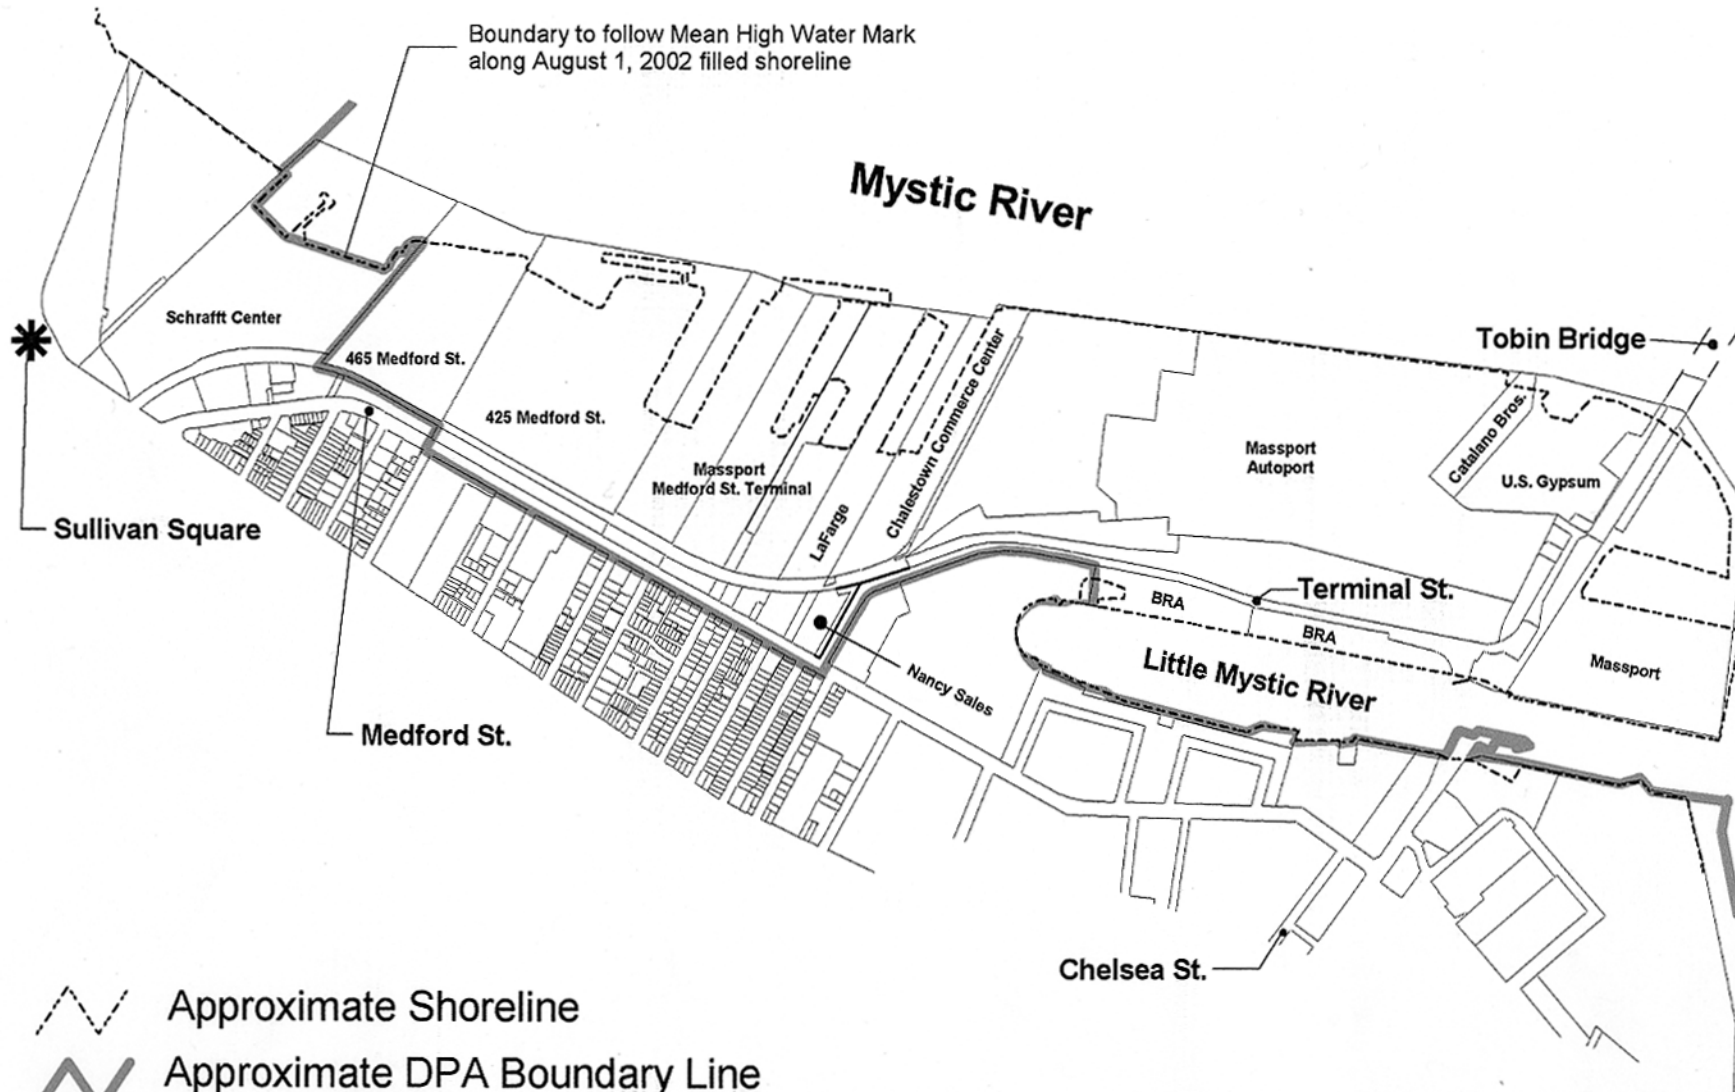 Boundary to follow Mean High Water Mark
along August 1, 2002 filled shoreline
Mystic River
Tobin Bridge
Schrafft Center
465 Medford St.
425 Medford St.
Massport
Medford St. Terminal
LaFarge
Chalestown Commerce Center
Massport
Autoport
Catalano Bros.
U.S. Gypsum
Sullivan Square
Terminal St.
BRA
BRA
Little Mystic River
Massport
Nancy Sales
Medford St.
Chelsea St.
Approximate Shoreline
Approximate DPA Boundary Line